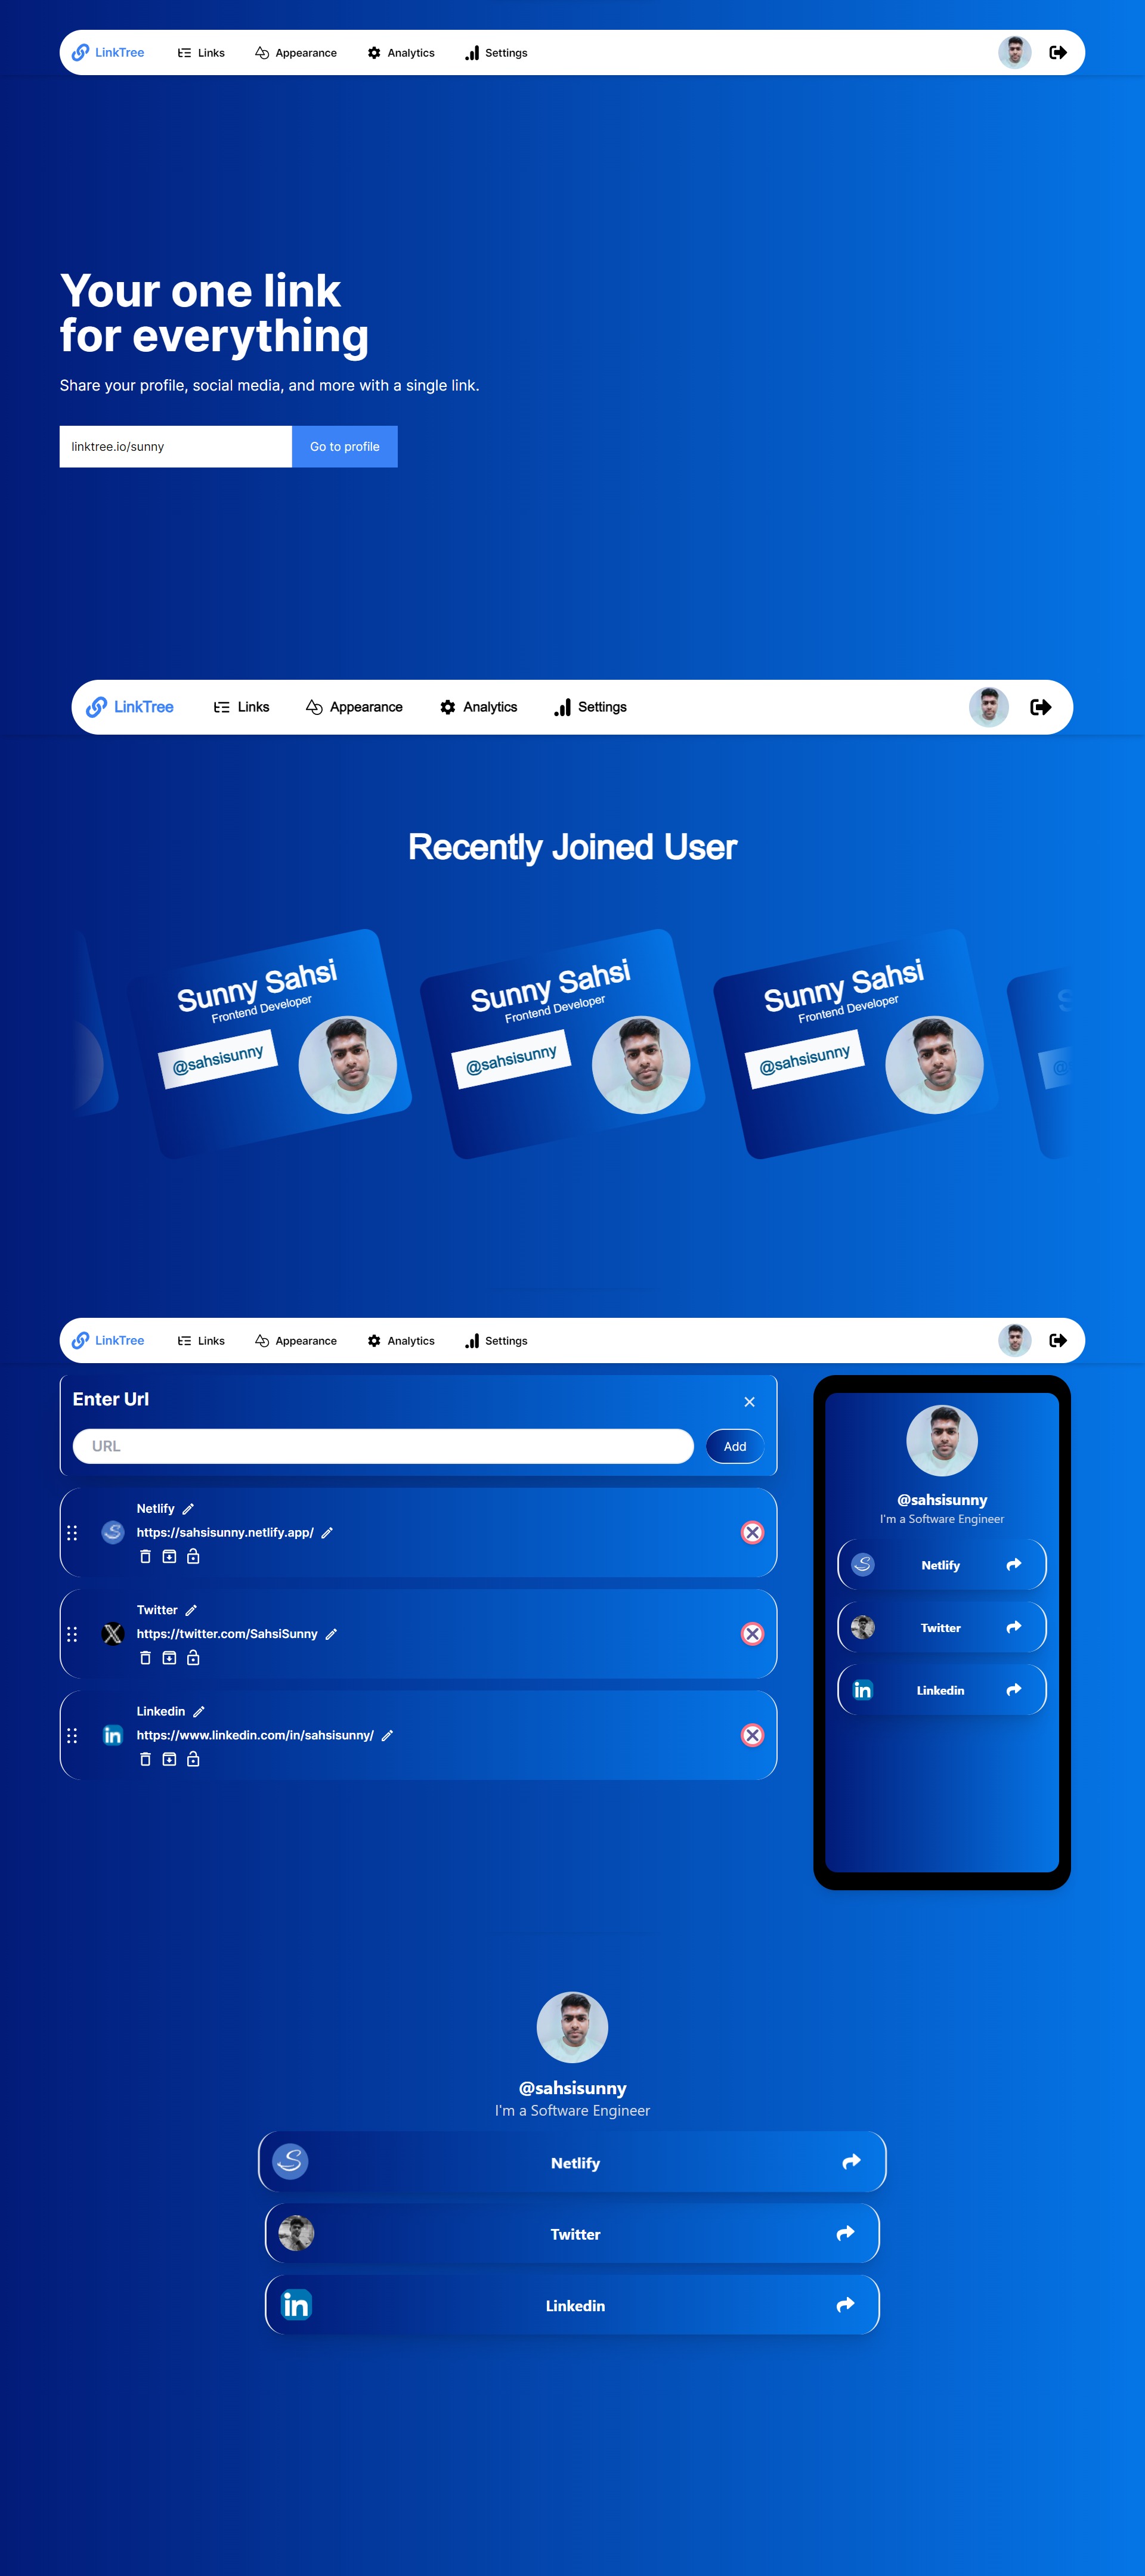 LinkTree Links Appearance Analytics Settings
Your one link
for everything
Share your profile, social media, and more with a single link.
linktree.io/sunny Go to profile
LinkTree Links Appearance Analytics Settings
Recently Joined User
Sunny Sahsi
Frontend Developer
@sahsisunny
Sunny Sahsi
Frontend Developer
@sahsisunny
Sunny Sahsi
Frontend Developer
@sahsisunny
S
@
LinkTree Links Appearance Analytics Settings
Enter Url
URL Add
Netlify
https://sahsisunny.netlify.app/
Twitter
https://twitter.com/SahsiSunny
Linkedin
https://www.linkedin.com/in/sahsisunny/
@sahsisunny
I'm a Software Engineer
Netlify
Twitter
Linkedin
@sahsisunny
I'm a Software Engineer
Netlify
Twitter
Linkedin